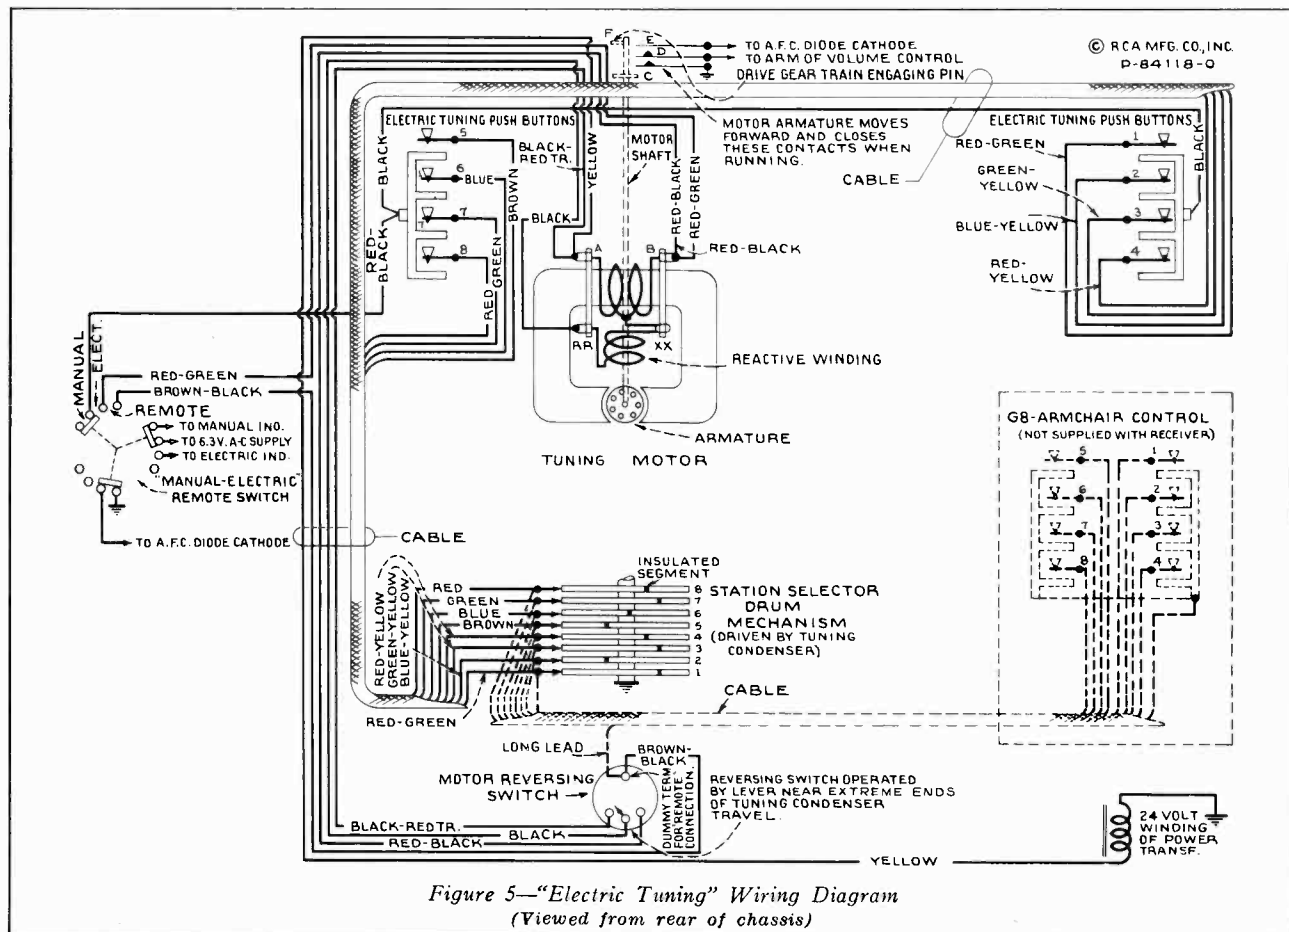 F
E
D
C
TO A.F.C. DIODE CATHODE
TO ARM OF VOLUME CONTROL
DRIVE GEAR TRAIN ENGAGING PIN
© RCA MFG. CO., INC.
P-84118-0
ELECTRIC TUNING PUSH BUTTONS
5
6
BLUE
7
8
BLACK
RED-BLACK
RED
GREEN
BROWN
BLACK-RED TR.
YELLOW
BLACK
MOTOR SHAFT
RED-BLACK
RED-GREEN
RED-BLACK
MOTOR ARMATURE MOVES
FORWARD AND CLOSES
THESE CONTACTS WHEN
RUNNING.
CABLE
ELECTRIC TUNING PUSH BUTTONS
RED-GREEN
GREEN-YELLOW
BLUE-YELLOW
RED-YELLOW
1
2
3
4
BLACK
A
B
RR
XX
REACTIVE WINDING
ARMATURE
TUNING MOTOR
MANUAL
ELECT.
RED-GREEN
BROWN-BLACK
REMOTE
TO MANUAL IND.
TO 6.3V. A-C SUPPLY
TO ELECTRIC IND.
"MANUAL-ELECTRIC"
REMOTE SWITCH
TO A.F.C. DIODE CATHODE
CABLE
G8-ARMCHAIR CONTROL
(NOT SUPPLIED WITH RECEIVER)
5
6
7
8
1
2
3
4
INSULATED
SEGMENT
RED
GREEN
BLUE
BROWN
RED-YELLOW
GREEN-YELLOW
BLUE-YELLOW
RED-GREEN
8
7
6
5
4
3
2
1
STATION SELECTOR
DRUM
MECHANISM
(DRIVEN BY TUNING
CONDENSER)
CABLE
LONG LEAD
BROWN-BLACK
MOTOR REVERSING
SWITCH
DUMMY TERM.
FOR "REMOTE"
CONNECTION.
REVERSING SWITCH OPERATED
BY LEVER NEAR EXTREME ENDS
OF TUNING CONDENSER
TRAVEL.
BLACK-RED TR.
BLACK
RED-BLACK
YELLOW
24 VOLT
WINDING
OF POWER
TRANSF.
Figure 5—"Electric Tuning" Wiring Diagram
(Viewed from rear of chassis)